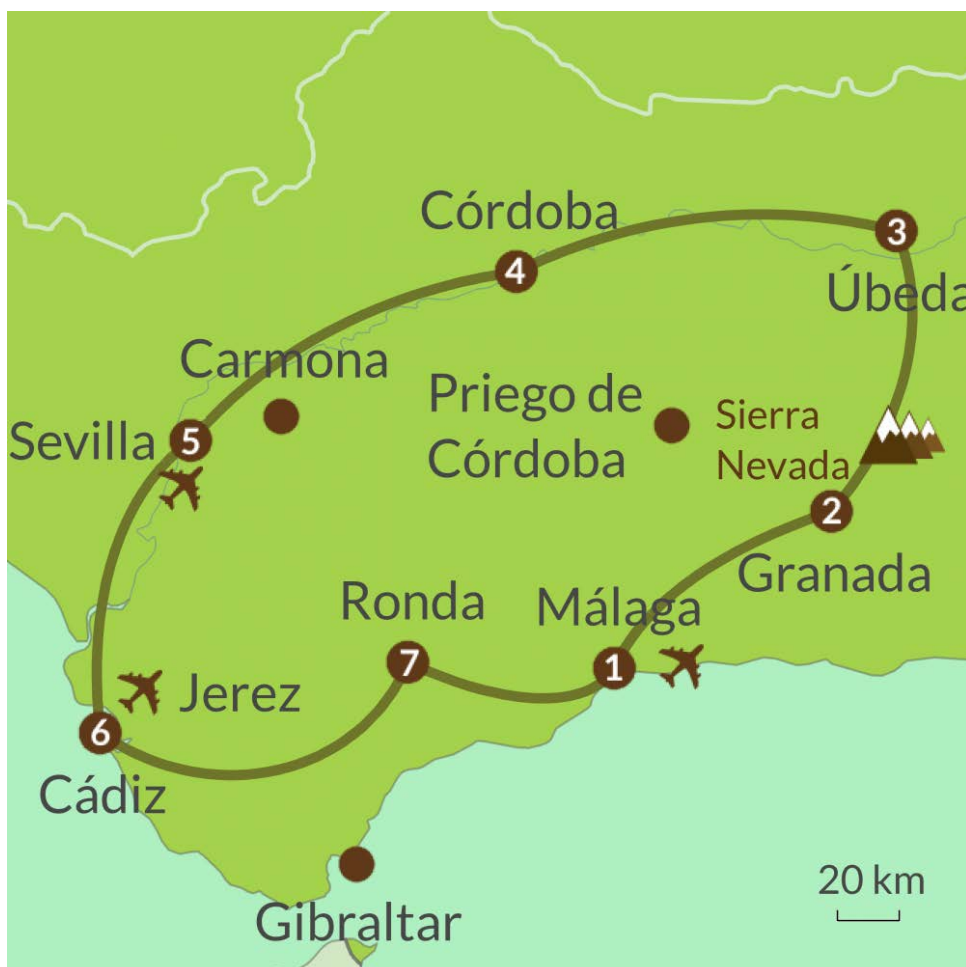 Córdoba
4
3
Úbeda
Carmona
Sevilla
5
Priego de
Córdoba
Sierra
Nevada
2
Granada
Ronda
Málaga
7
1
Jerez
6
Cádiz
20 km
Gibraltar